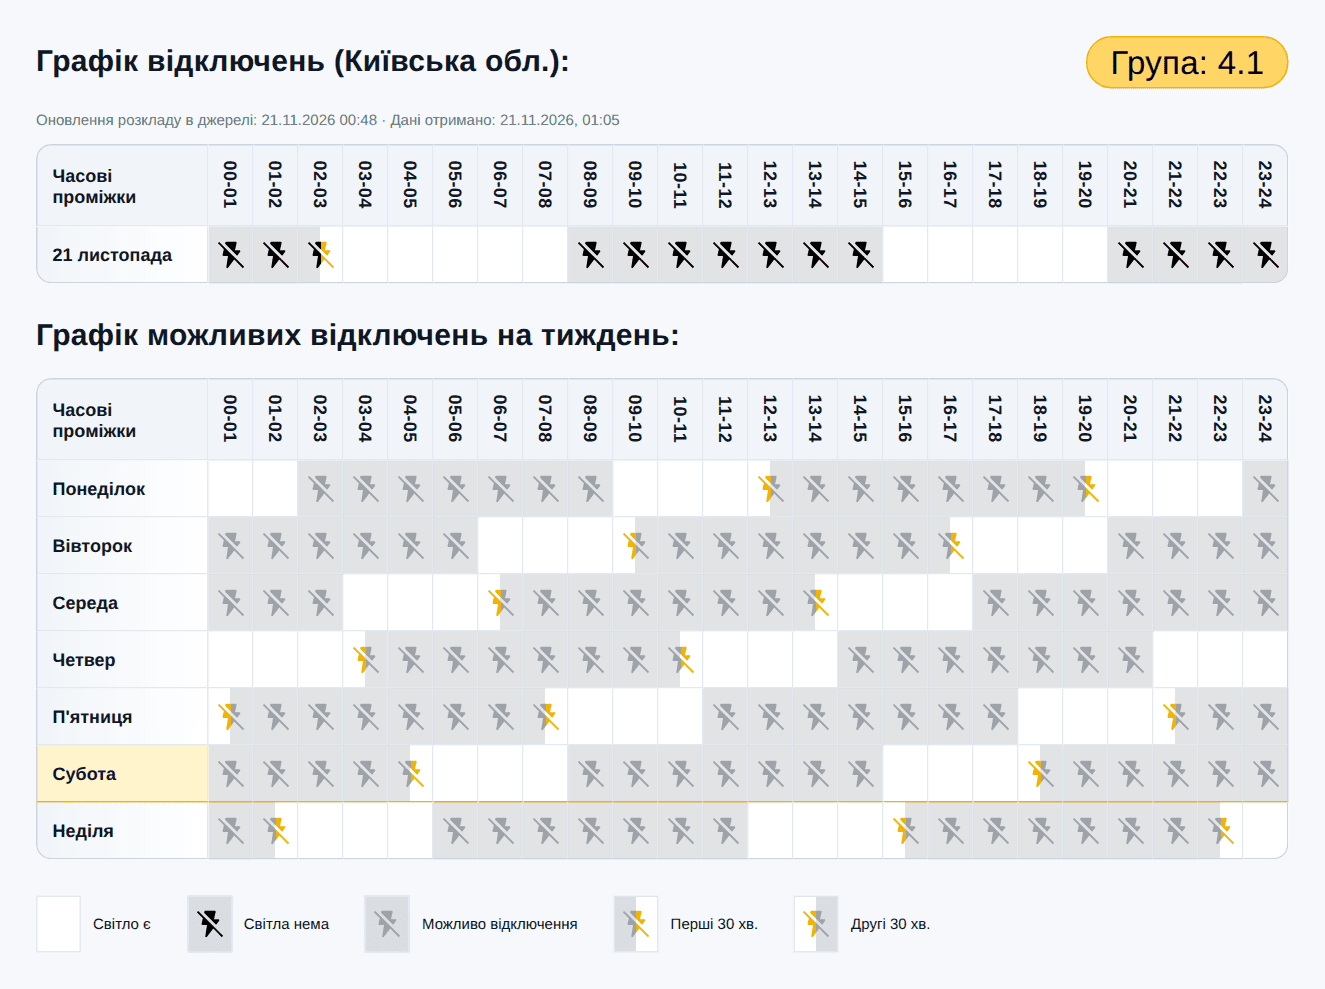 Графік відключень (Київська обл.):
Група: 4.1
Оновлення розкладу в джерелі: 21.11.2026 00:48 · Дані отримано: 21.11.2026, 01:05
Часові
проміжки
00-01 01-02 02-03 03-04 04-05 05-06 06-07 07-08 08-09 09-10 10-11 11-12 12-13 13-14 14-15 15-16 16-17 17-18 18-19 19-20 20-21 21-22 22-23 23-24
21 листопада
Графік можливих відключень на тиждень:
Часові
проміжки
00-01 01-02 02-03 03-04 04-05 05-06 06-07 07-08 08-09 09-10 10-11 11-12 12-13 13-14 14-15 15-16 16-17 17-18 18-19 19-20 20-21 21-22 22-23 23-24
Понеділок
Вівторок
Середа
Четвер
П'ятниця
Субота
Неділя
Світло є
Світла нема
Можливо відключення
Перші 30 хв.
Другі 30 хв.